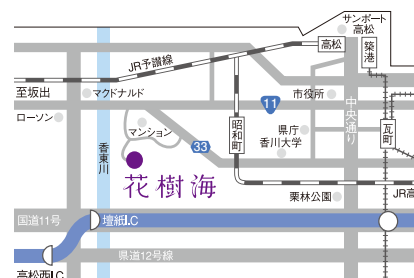 サンポート
高松
高松
築港
JR予讃線
至坂出
マクドナルド
市役所
中央通り
ローソン
マンション
11
昭和町
県庁
香川大学
瓦町
香東川
33
花樹海
栗林公園
JR高
国道11号
壇紙I.C
県道12号線
高松西I.C